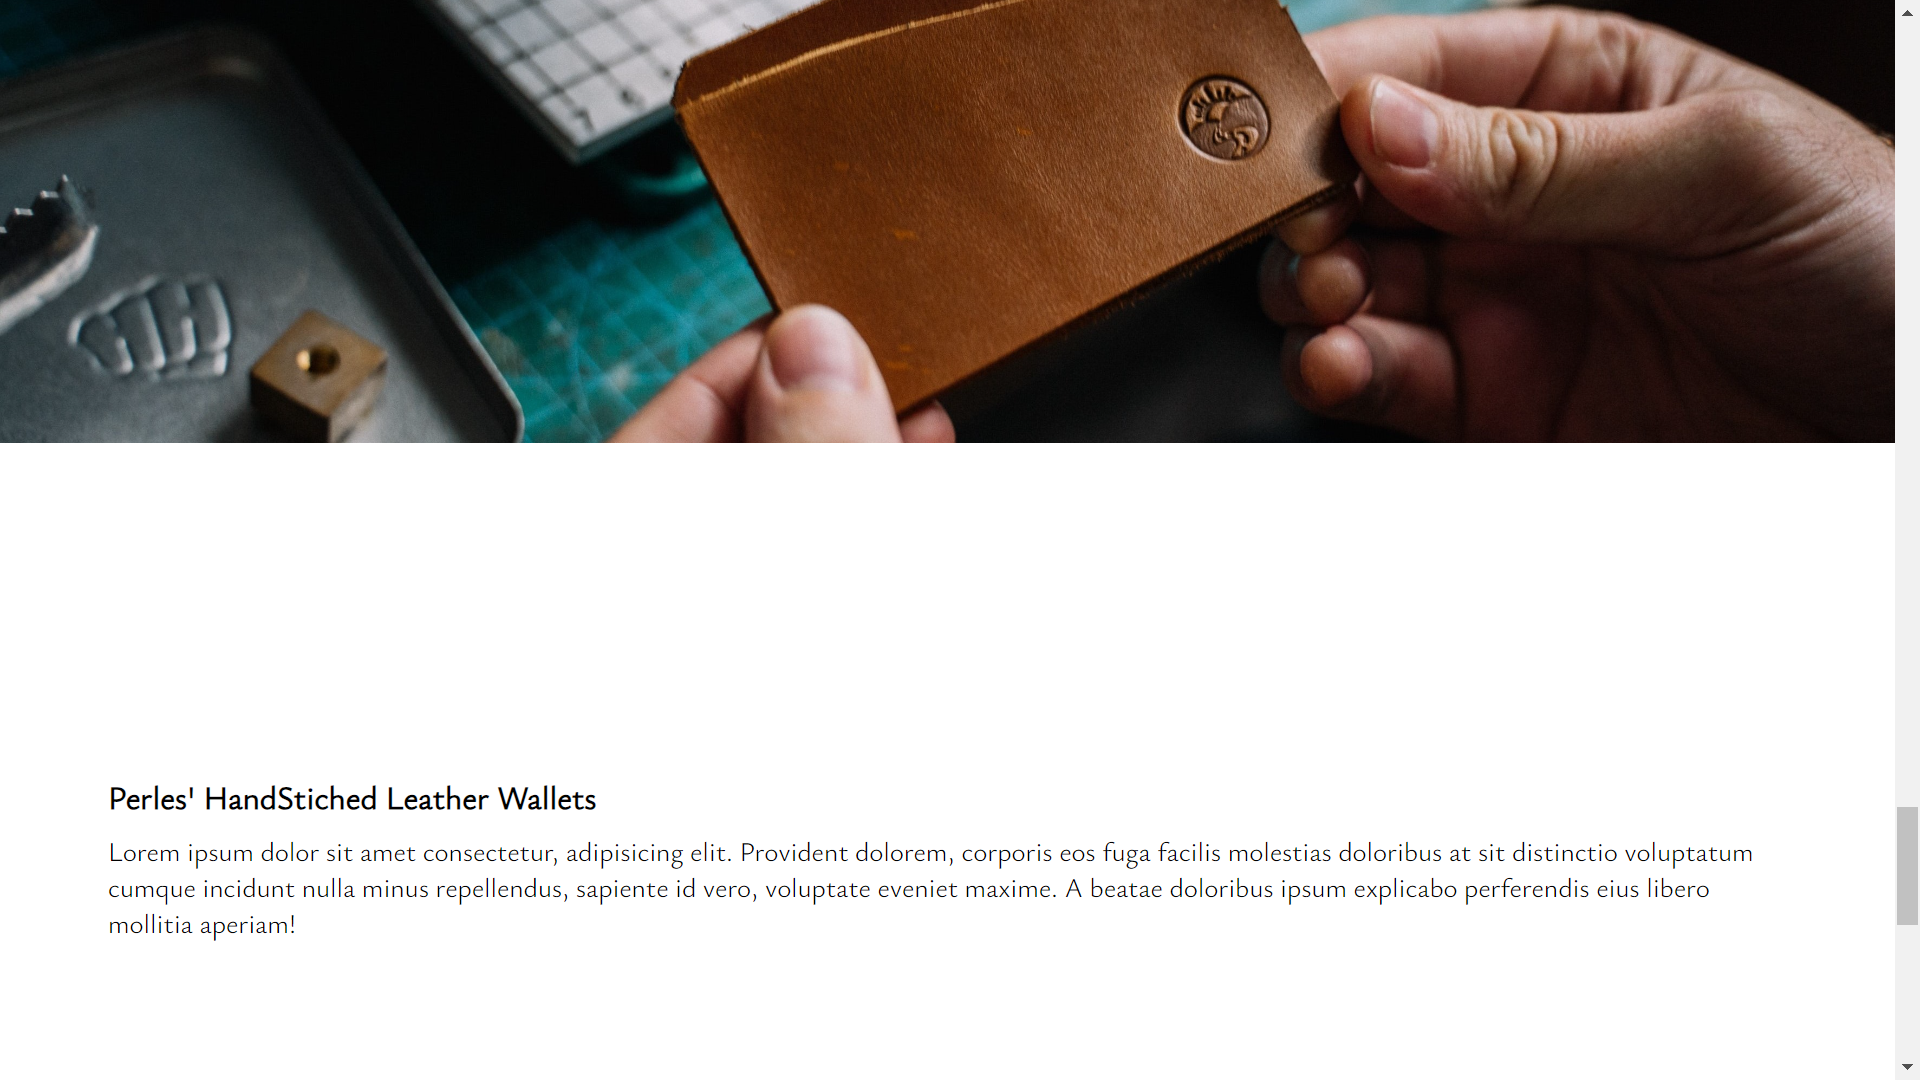 Perles' HandStiched Leather Wallets
Lorem ipsum dolor sit amet consectetur, adipisicing elit. Provident dolorem, corporis eos fuga facilis molestias doloribus at sit distinctio voluptatum
cumque incidunt nulla minus repellendus, sapiente id vero, voluptate eveniet maxime. A beatae doloribus ipsum explicabo perferendis eius libero
mollitia aperiam!